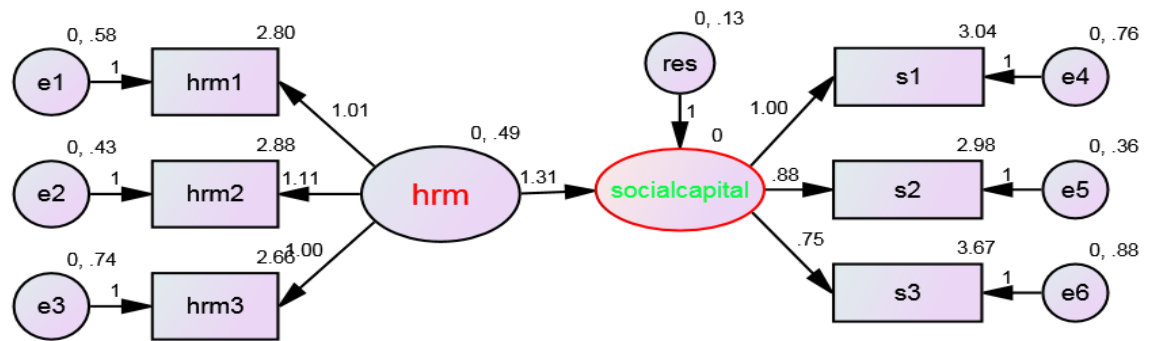 0, .58
2.80
e1
1
hrm1
1.01
0, .43
2.88
e2
1
hrm2
1.11
0, .74
2.66
1.00
e3
1
hrm3
0, .49
hrm
1.31
0, .13
res
1
0
socialcapital
3.04
0, .76
1.00
s1
1
e4
2.98
0, .36
.88
s2
1
e5
3.67
0, .88
.75
s3
1
e6